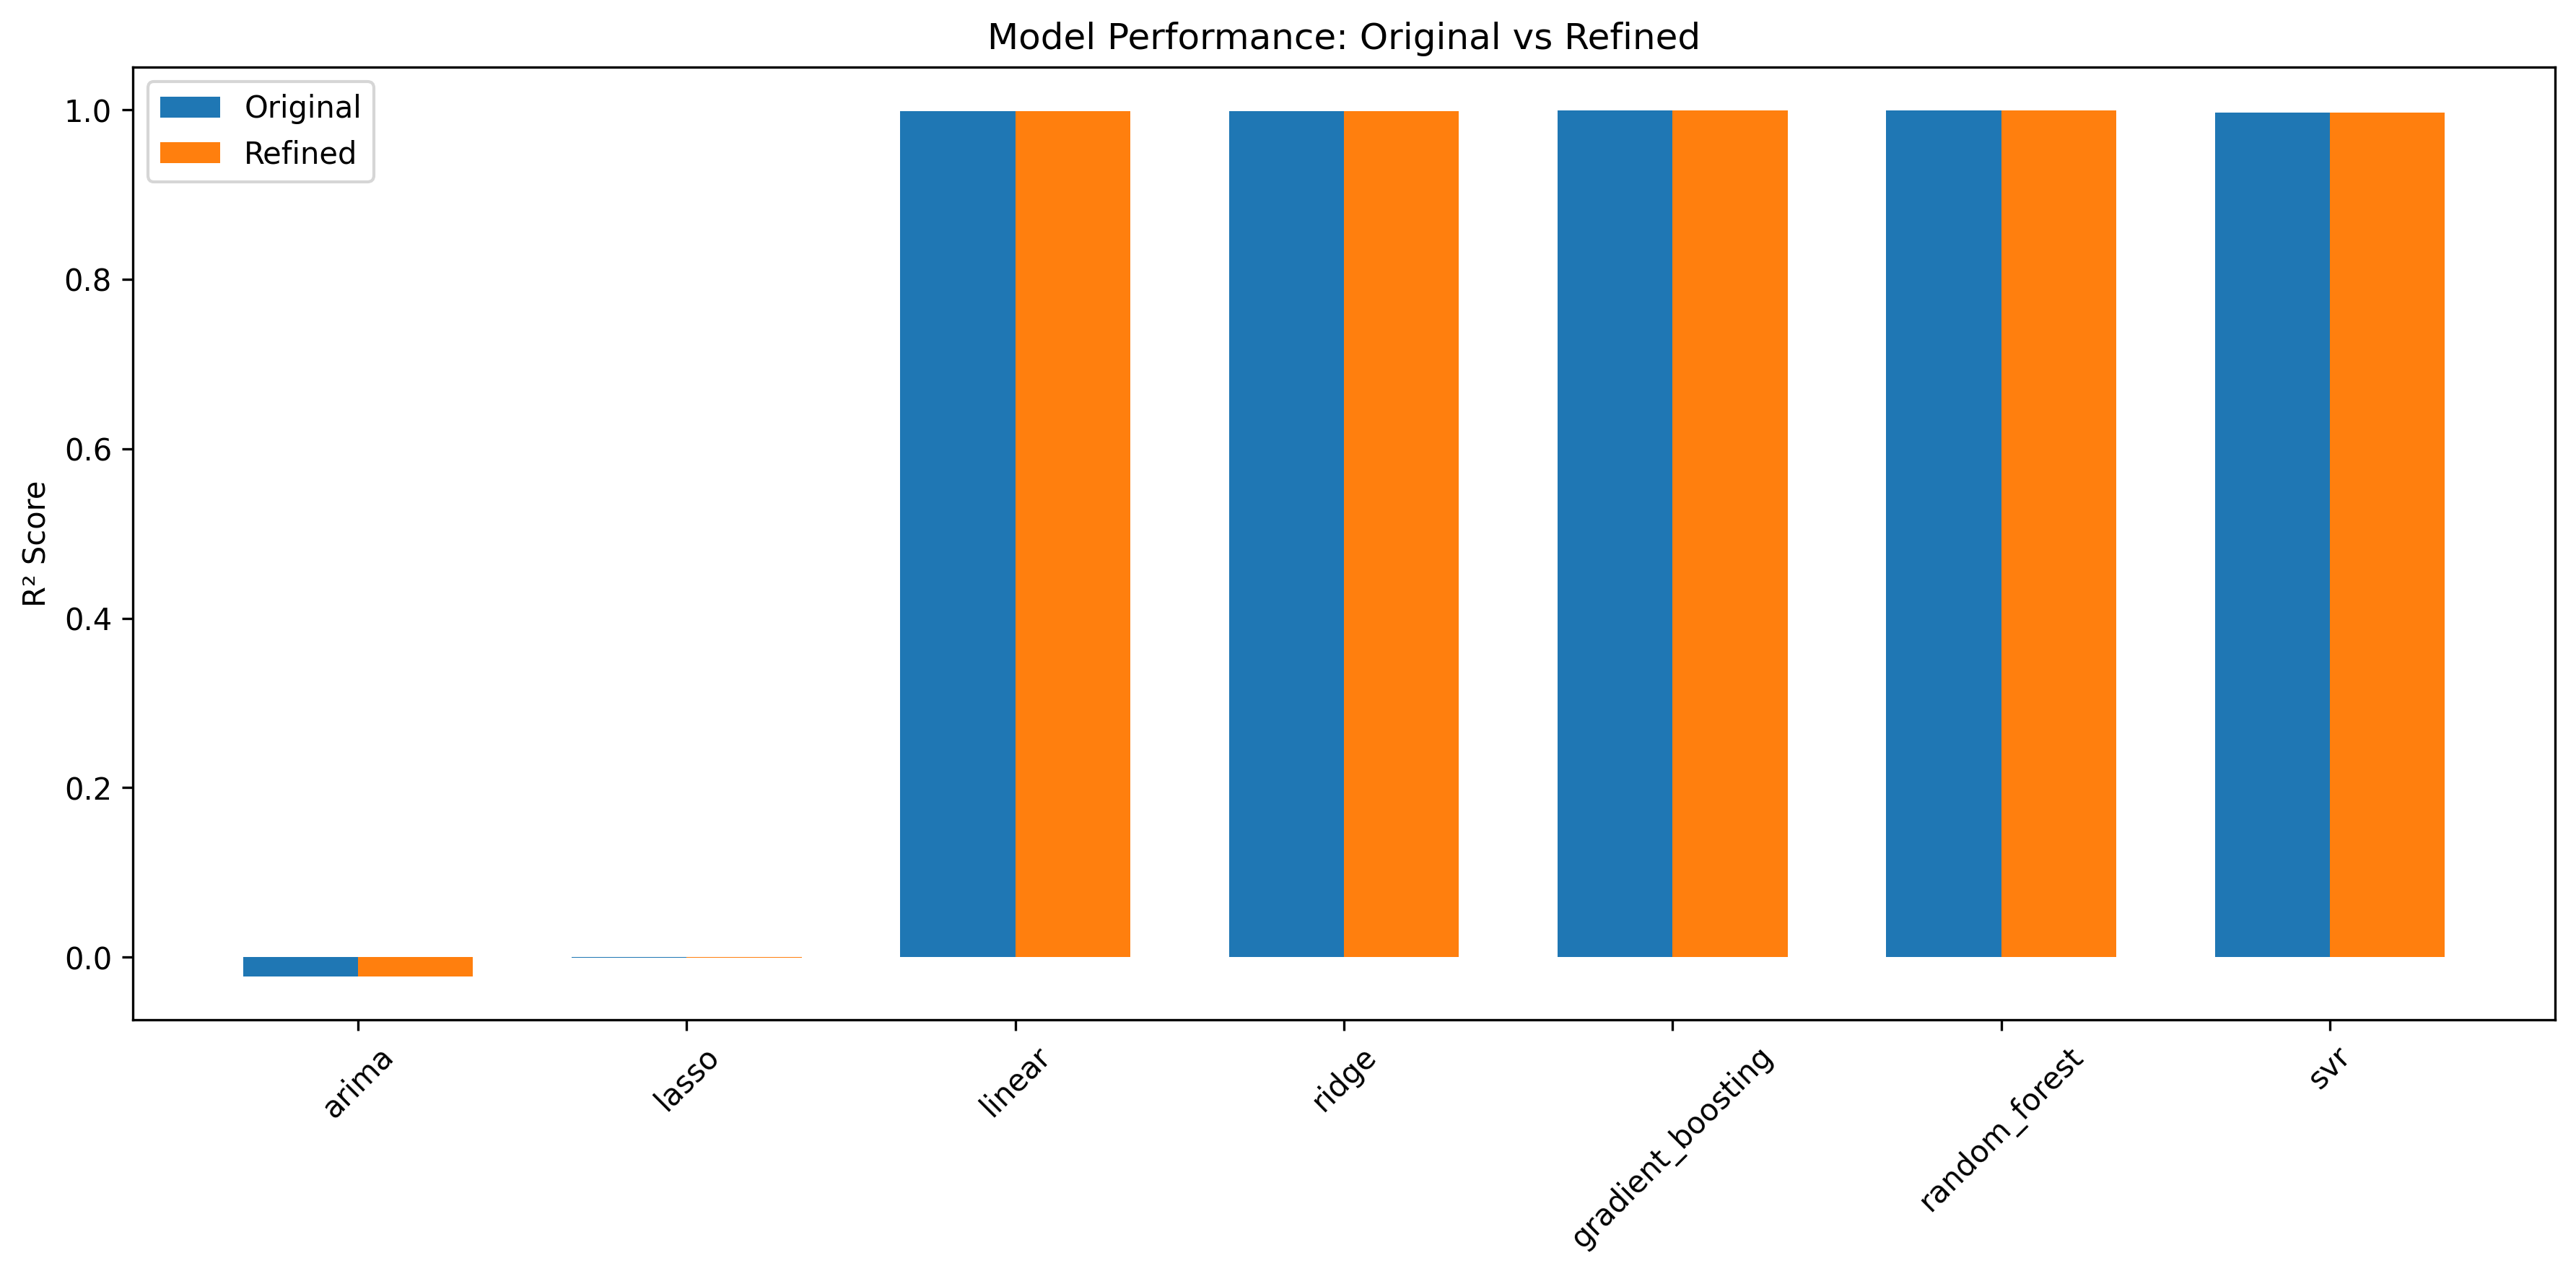 Model Performance: Original vs Refined
Original
Refined
R² Score
1.0
0.8
0.6
0.4
0.2
0.0
arima
lasso
linear
ridge
gradient_boosting
random_forest
svr